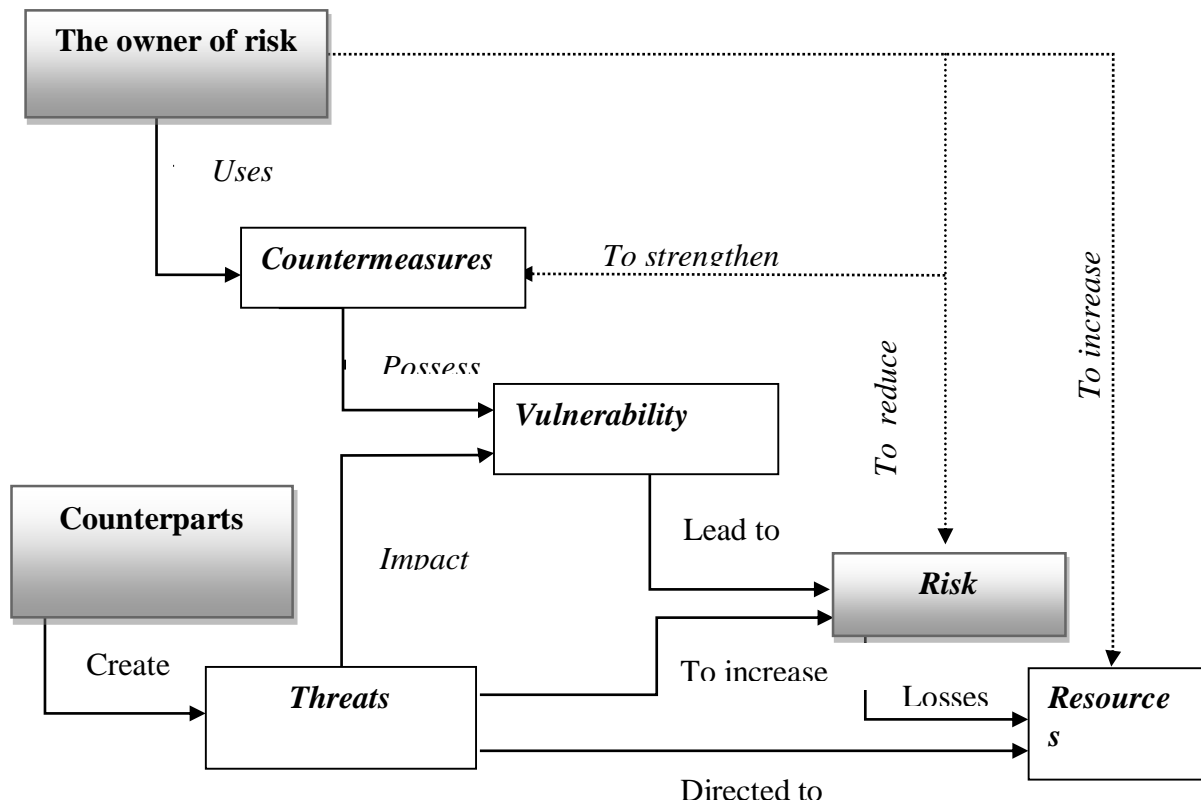 The owner of risk
Uses
Countermeasures
To strengthen
To increase
Possess
To reduce
Vulnerability
Counterparts
Lead to
Impact
Risk
Create
To increase
Threats
Losses
Resource
s
Directed to